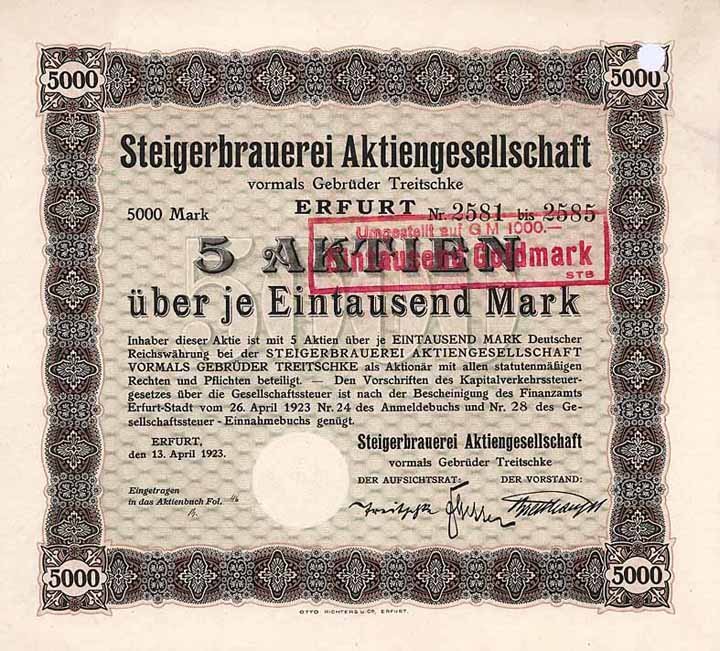 5000 5000
Steigerbrauerei Aktiengesellschaft
vormals Gebrüder Treitschke
5000 Mark ERFURT Nr. 2581 bis 2585
Umgestellt auf G M 1000.—
Eintausend Goldmark
STB
5 AKTIEN
über je Eintausend Mark
Inhaber dieser Aktie ist mit 5 Aktien über je EINTAUSEND MARK Deutscher
Reichswährung bei der STEIGERBRAUEREI AKTIENGESELLSCHAFT
VORMALS GEBRÜDER TREITSCHKE als Aktionär mit allen statutenmäßigen
Rechten und Pflichten beteiligt. — Den Vorschriften des Kapitalverkehrssteuer-
gesetzes über die Gesellschaftssteuer ist nach der Bescheinigung des Finanzamts
Erfurt-Stadt vom 26. April 1923 Nr. 24 des Anmeldebuchs und Nr. 28 des Ge-
sellschaftssteuer - Einnahmebuchs genügt.
ERFURT,
den 13. April 1923.
Steigerbrauerei Aktiengesellschaft
vormals Gebrüder Treitschke
DER AUFSICHTSRAT: DER VORSTAND:
Eingetragen
in das Aktienbuch Fol. 46
Treitschke
5000 5000
OTTO RICHTERS U. CO, ERFURT.